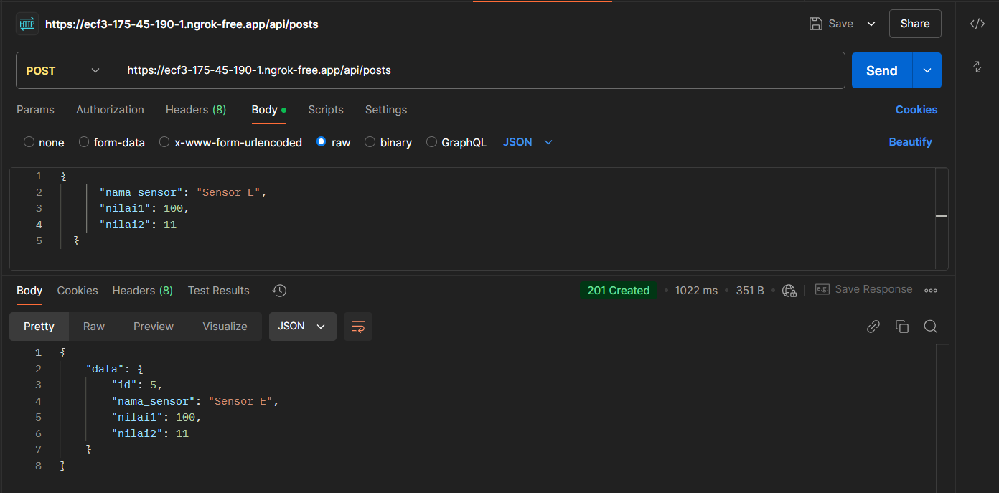 HTTP https://ecf3-175-45-190-1.ngrok-free.app/api/posts Save Share
POST https://ecf3-175-45-190-1.ngrok-free.app/api/posts Send
Params Authorization Headers (8) Body Scripts Settings Cookies
none form-data x-www-form-urlencoded raw binary GraphQL JSON Beautify
1 {
2 "nama_sensor": "Sensor E",
3 "nilai1": 100,
4 "nilai2": 11
5 }
Body Cookies Headers (8) Test Results 201 Created • 1022 ms • 351 B • e.g. Save Response
Pretty Raw Preview Visualize JSON
1 {
2 "data": {
3 "id": 5,
4 "nama_sensor": "Sensor E",
5 "nilai1": 100,
6 "nilai2": 11
7 }
8 }